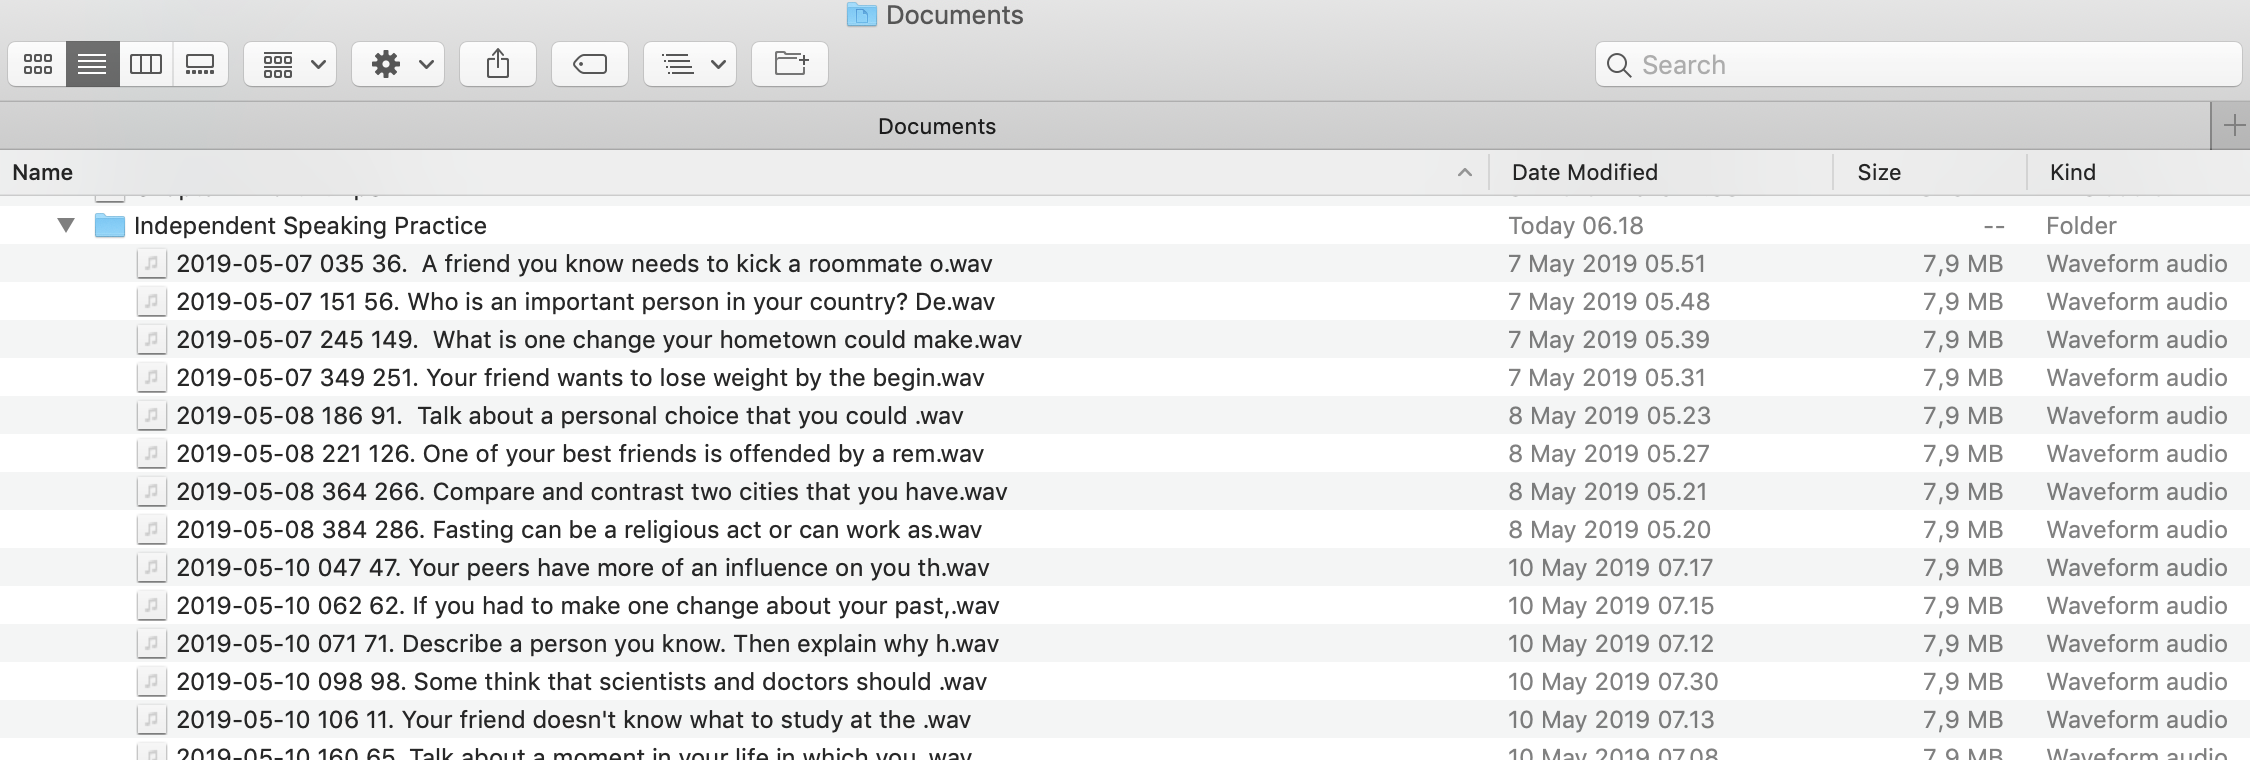 Documents
Search
Documents
Name Date Modified Size Kind
Independent Speaking Practice Today 06.18 -- Folder
2019-05-07 035 36.  A friend you know needs to kick a roommate o.wav 7 May 2019 05.51 7,9 MB Waveform audio
2019-05-07 151 56. Who is an important person in your country? De.wav 7 May 2019 05.48 7,9 MB Waveform audio
2019-05-07 245 149.  What is one change your hometown could make.wav 7 May 2019 05.39 7,9 MB Waveform audio
2019-05-07 349 251. Your friend wants to lose weight by the begin.wav 7 May 2019 05.31 7,9 MB Waveform audio
2019-05-08 186 91.  Talk about a personal choice that you could .wav 8 May 2019 05.23 7,9 MB Waveform audio
2019-05-08 221 126. One of your best friends is offended by a rem.wav 8 May 2019 05.27 7,9 MB Waveform audio
2019-05-08 364 266. Compare and contrast two cities that you have.wav 8 May 2019 05.21 7,9 MB Waveform audio
2019-05-08 384 286. Fasting can be a religious act or can work as.wav 8 May 2019 05.20 7,9 MB Waveform audio
2019-05-10 047 47. Your peers have more of an influence on you th.wav 10 May 2019 07.17 7,9 MB Waveform audio
2019-05-10 062 62. If you had to make one change about your past,.wav 10 May 2019 07.15 7,9 MB Waveform audio
2019-05-10 071 71. Describe a person you know. Then explain why h.wav 10 May 2019 07.12 7,9 MB Waveform audio
2019-05-10 098 98. Some think that scientists and doctors should .wav 10 May 2019 07.30 7,9 MB Waveform audio
2019-05-10 106 11. Your friend doesn't know what to study at the .wav 10 May 2019 07.13 7,9 MB Waveform audio
2019-05-10 160 65. Talk about a moment in your life in which you .wav 10 May 2019 07.08 7,9 MB Waveform audio